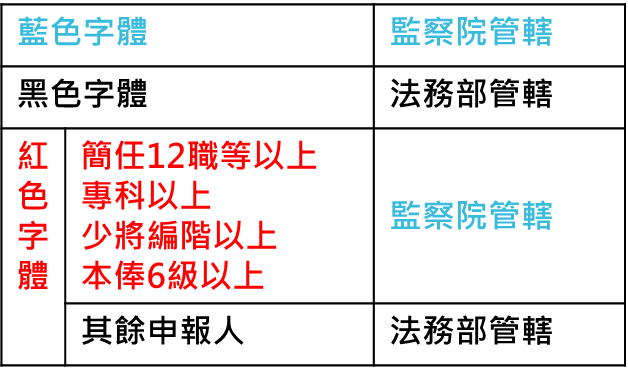 藍色字體 監察院管轄
黑色字體 法務部管轄
紅色字體
簡任12職等以上
專科以上
少將編階以上
本俸6級以上
監察院管轄
其餘申報人 法務部管轄